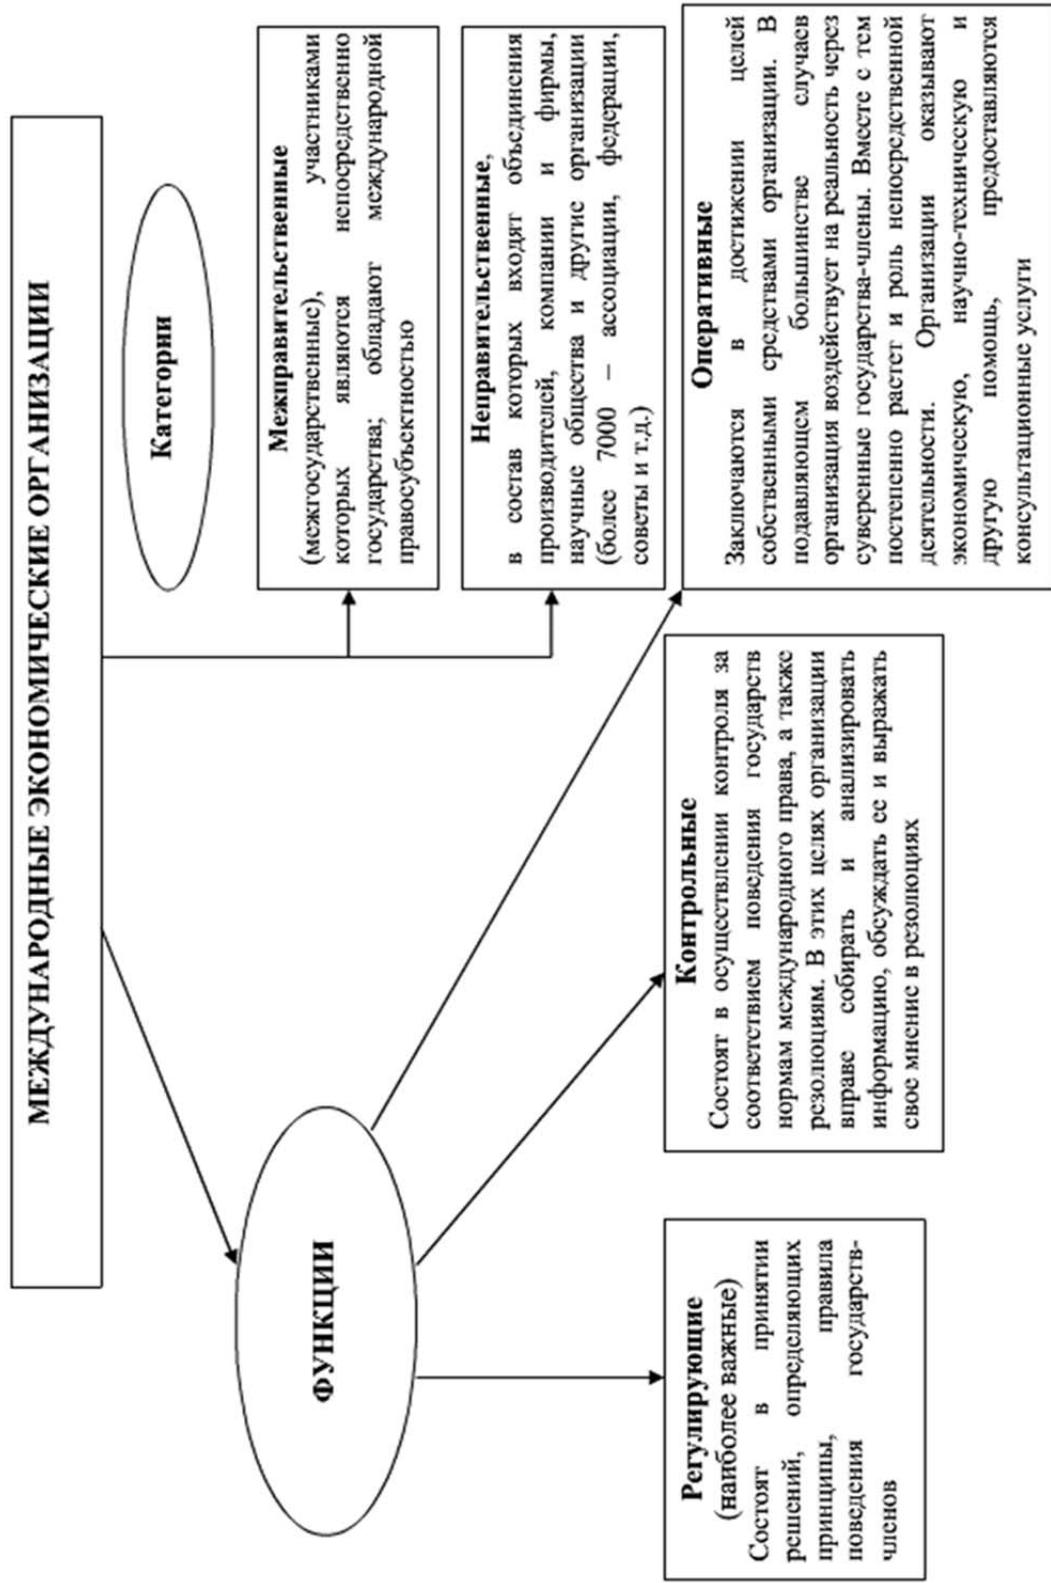 МЕЖДУНАРОДНЫЕ ЭКОНОМИЧЕСКИЕ ОРГАНИЗАЦИИ
ФУНКЦИИ
Категории
Межправительственные
(межгосударственные), участниками
которых являются непосредственно
государства; обладают международной
правосубъектностью
Неправительственные,
в состав которых входят объединения
производителей, компании и фирмы,
научные общества и другие организации
(более 7000 – ассоциации, федерации,
советы и т.д.)
Регулирующие
(наиболее важные)
Состоят в принятии
решений, определяющих
принципы, правила
поведения государств-
членов
Контрольные
Состоят в осуществлении контроля за
соответствием поведения государств
нормам международного права, а также
резолюциям. В этих целях организации
вправе собирать и анализировать
информацию, обсуждать ее и выражать
свое мнение в резолюциях
Оперативные
Заключаются в достижении целей
собственными средствами организации. В
подавляющем большинстве случаев
организация воздействует на реальность через
суверенные государства-члены. Вместе с тем
постепенно растет и роль непосредственной
деятельности. Организации оказывают
экономическую, научно-техническую и
другую помощь, предоставляются
консультационные услуги